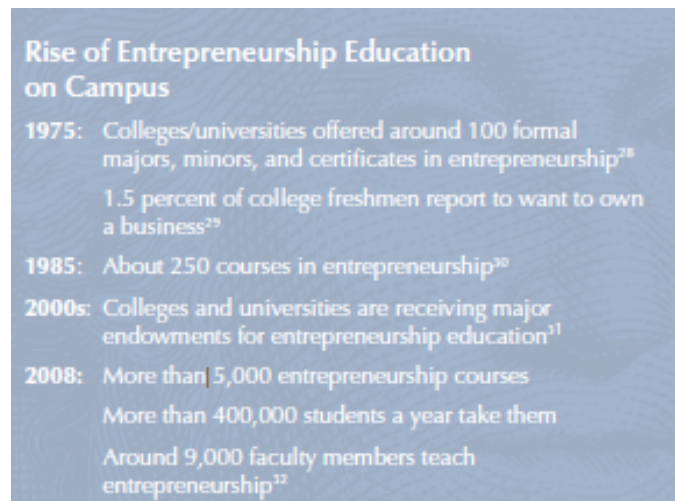 Rise of Entrepreneurship Education
on Campus
1975: Colleges/universities offered around 100 formal
majors, minors, and certificates in entrepreneurship²⁸
1.5 percent of college freshmen report to want to own
a business²⁹
1985: About 250 courses in entrepreneurship³⁰
2000s: Colleges and universities are receiving major
endowments for entrepreneurship education³¹
2008: More than 5,000 entrepreneurship courses
More than 400,000 students a year take them
Around 9,000 faculty members teach
entrepreneurship³²